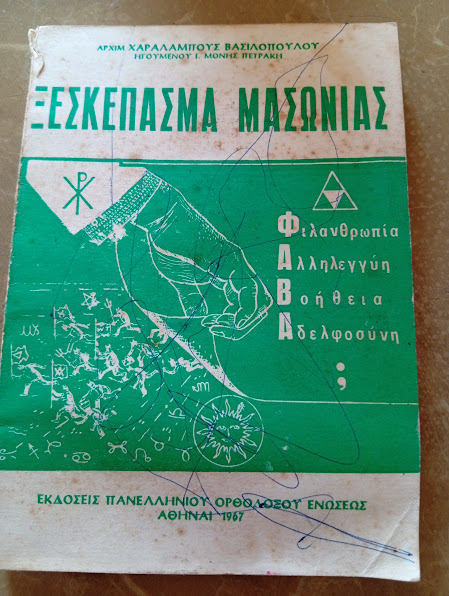 ΑΡΧΙΜ ΧΑΡΑΛΑΜΠΟΥΣ ΒΑΣΙΛΟΠΟΥΛΟΥ
ΗΓΟΥΜΕΝΟΥ Ι. ΜΟΝΗΣ ΠΕΤΡΑΚΗ
ΞΕΣΚΕΠΑΣΜΑ ΜΑΣΩΝΙΑΣ
Φιλανθρωπία
Αλληλεγγύη
Βοήθεια
Αδελφοσύνη
;
ΕΚΔΟΣΕΙΣ ΠΑΝΕΛΛΗΝΙΟΥ ΟΡΘΟΔΟΞΟΥ ΕΝΩΣΕΩΣ
ΑΘΗΝΑΙ 1967